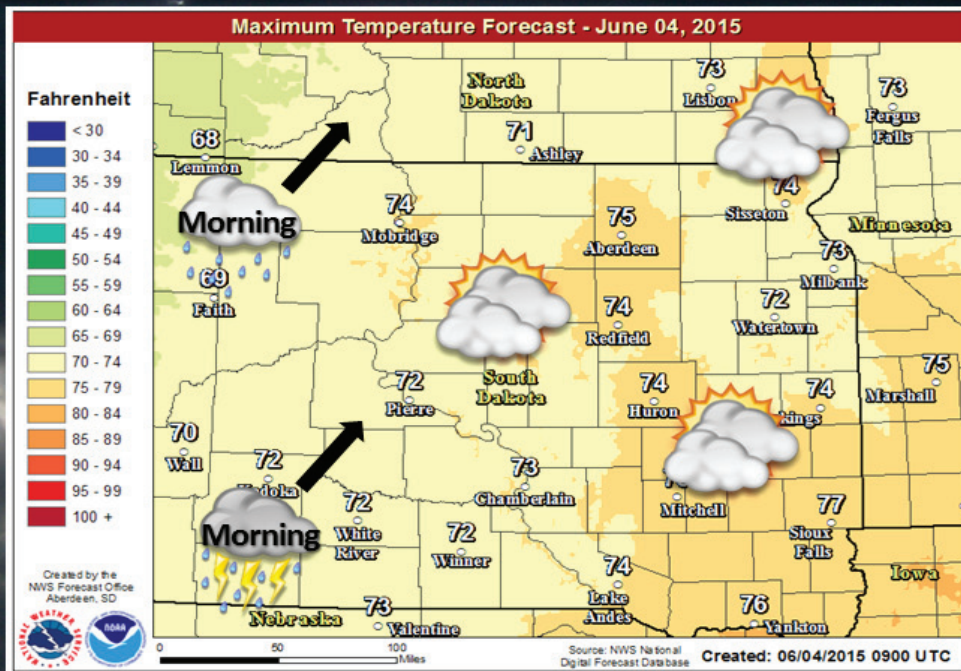 Maximum Temperature Forecast - June 04, 2015
Fahrenheit
< 30
30 - 34
35 - 39
40 - 44
45 - 49
50 - 54
55 - 59
60 - 64
65 - 69
70 - 74
75 - 79
80 - 84
85 - 89
90 - 94
95 - 99
100 +
Created by the
NWS Forecast Office
Aberdeen, SD
NATIONAL WEATHER SERVICE
NOAA
North
Dakota
73
Lisbon
73
Fergus
Falls
68
Lemmon
71
Ashley
Morning
74
Mobridge
75
Aberdeen
74
Sisseton
Minnesota
73
Milbank
69
Faith
74
Redfield
72
Watertown
75
Marshall
South
Dakota
72
Pierre
74
Huron
74
kings
70
Wall
72
Kadoka
73
Chamberlain
Mitchell
77
Sioux
Falls
Morning
72
White
River
72
Winner
74
Lake
Andes
Iowa
Nebraska
73
Valentine
76
Yankton
0 50 100
Miles
Source: NWS National
Digital Forecast Database
Created: 06/04/2015 0900 UTC